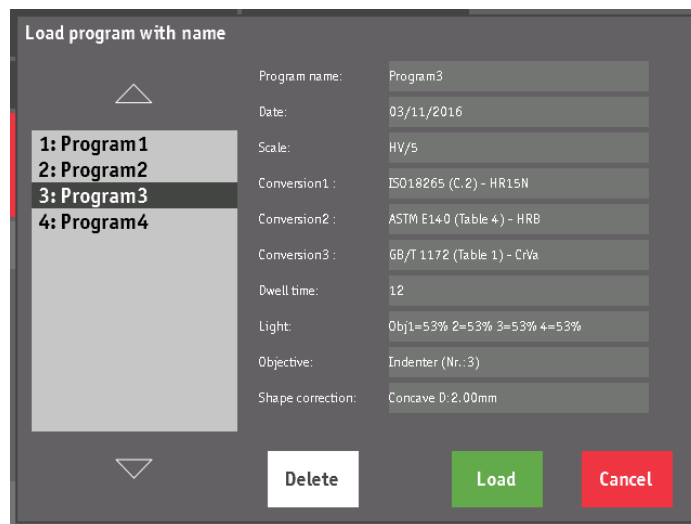 Load program with name
1: Program1
2: Program2
3: Program3
4: Program4
Program name: Program3
Date: 03/11/2016
Scale: HV/5
Conversion1 : ISO18265 (C.2) - HR15N
Conversion2 : ASTM E140 (Table 4) - HRB
Conversion3 : GB/T 1172 (Table 1) - CrVa
Dwell time: 12
Light: Obj1=53% 2=53% 3=53% 4=53%
Objective: Indenter (Nr.:3)
Shape correction: Concave D:2.00mm
Delete Load Cancel